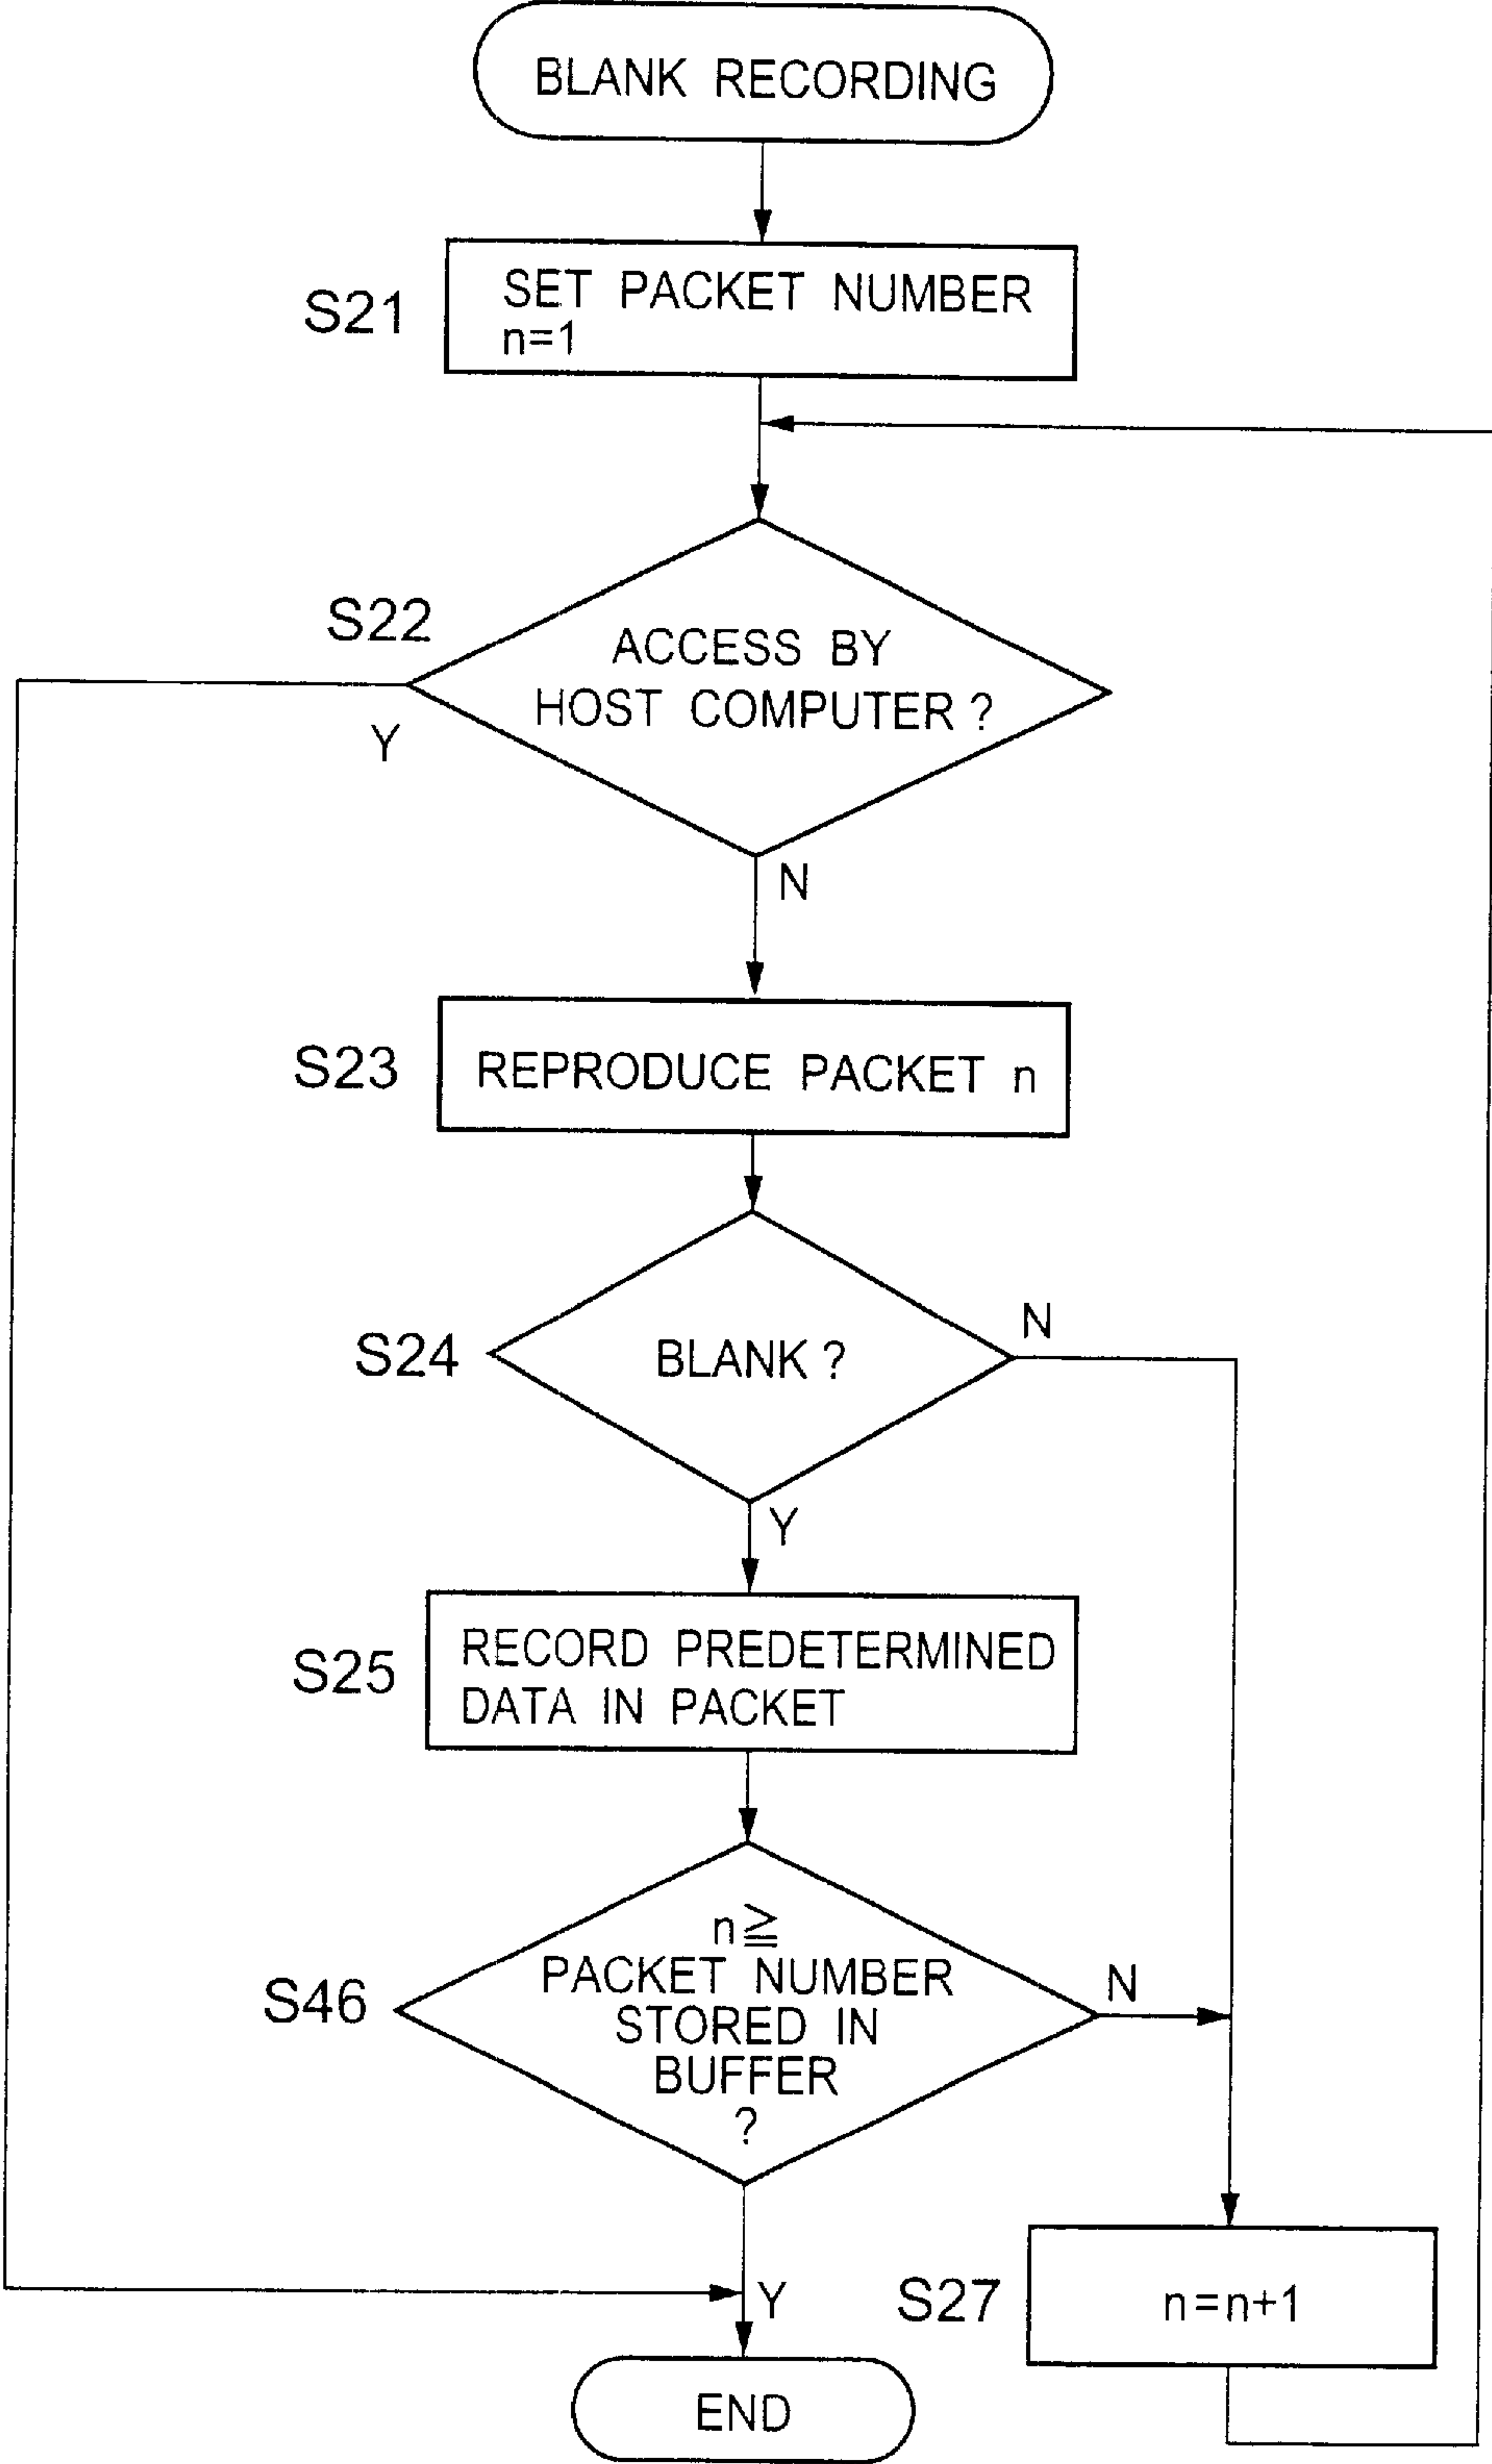 BLANK RECORDING
S21
SET PACKET NUMBER
n=1
S22
ACCESS BY
HOST COMPUTER ?
Y
N
S23
REPRODUCE PACKET n
S24
BLANK ?
N
Y
S25
RECORD PREDETERMINED
DATA IN PACKET
S46
n≧
PACKET NUMBER
STORED IN
BUFFER
?
N
Y
S27
n=n+1
END